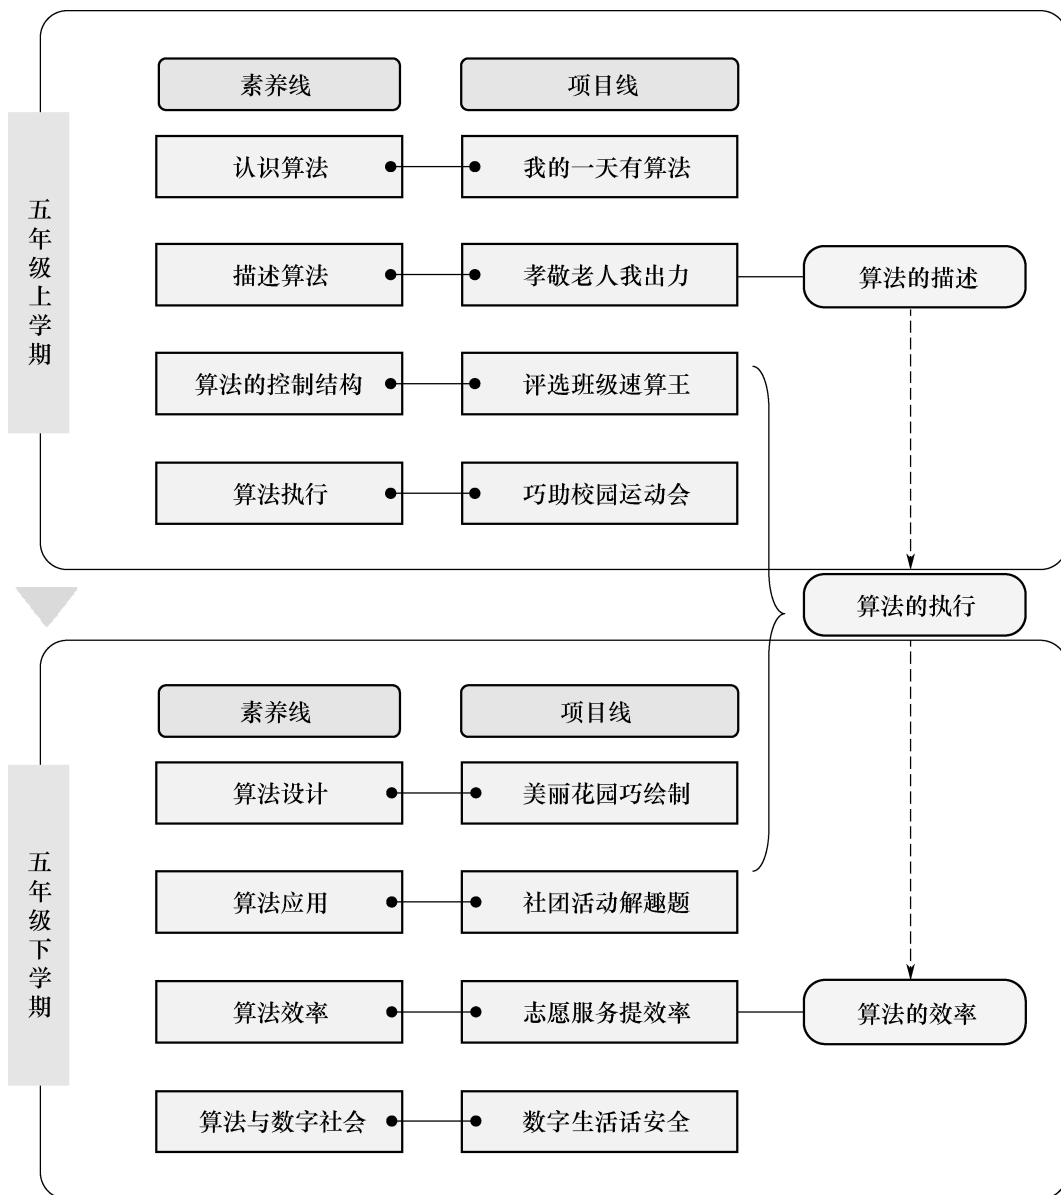 五年级上学期
素养线
项目线
认识算法
我的一天有算法
描述算法
孝敬老人我出力
算法的描述
算法的控制结构
评选班级速算王
算法执行
巧助校园运动会
算法的执行
五年级下学期
素养线
项目线
算法设计
美丽花园巧绘制
算法应用
社团活动解趣题
算法效率
志愿服务提效率
算法的效率
算法与数字社会
数字生活话安全